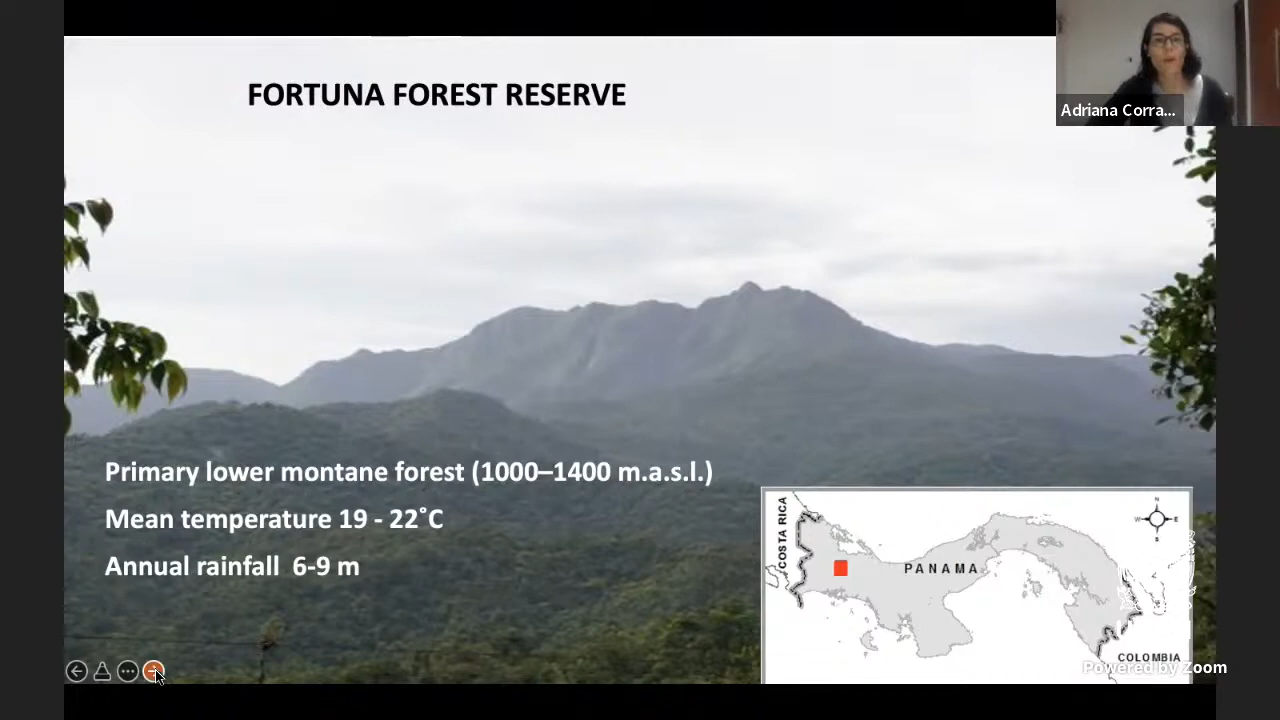 FORTUNA FOREST RESERVE
Adriana Corra...
Primary lower montane forest (1000–1400 m.a.s.l.)
Mean temperature 19 - 22˚C
Annual rainfall 6-9 m
COSTA RICA
PANAMA
COLOMBIA
N
W
E
S
Powered by Zoom